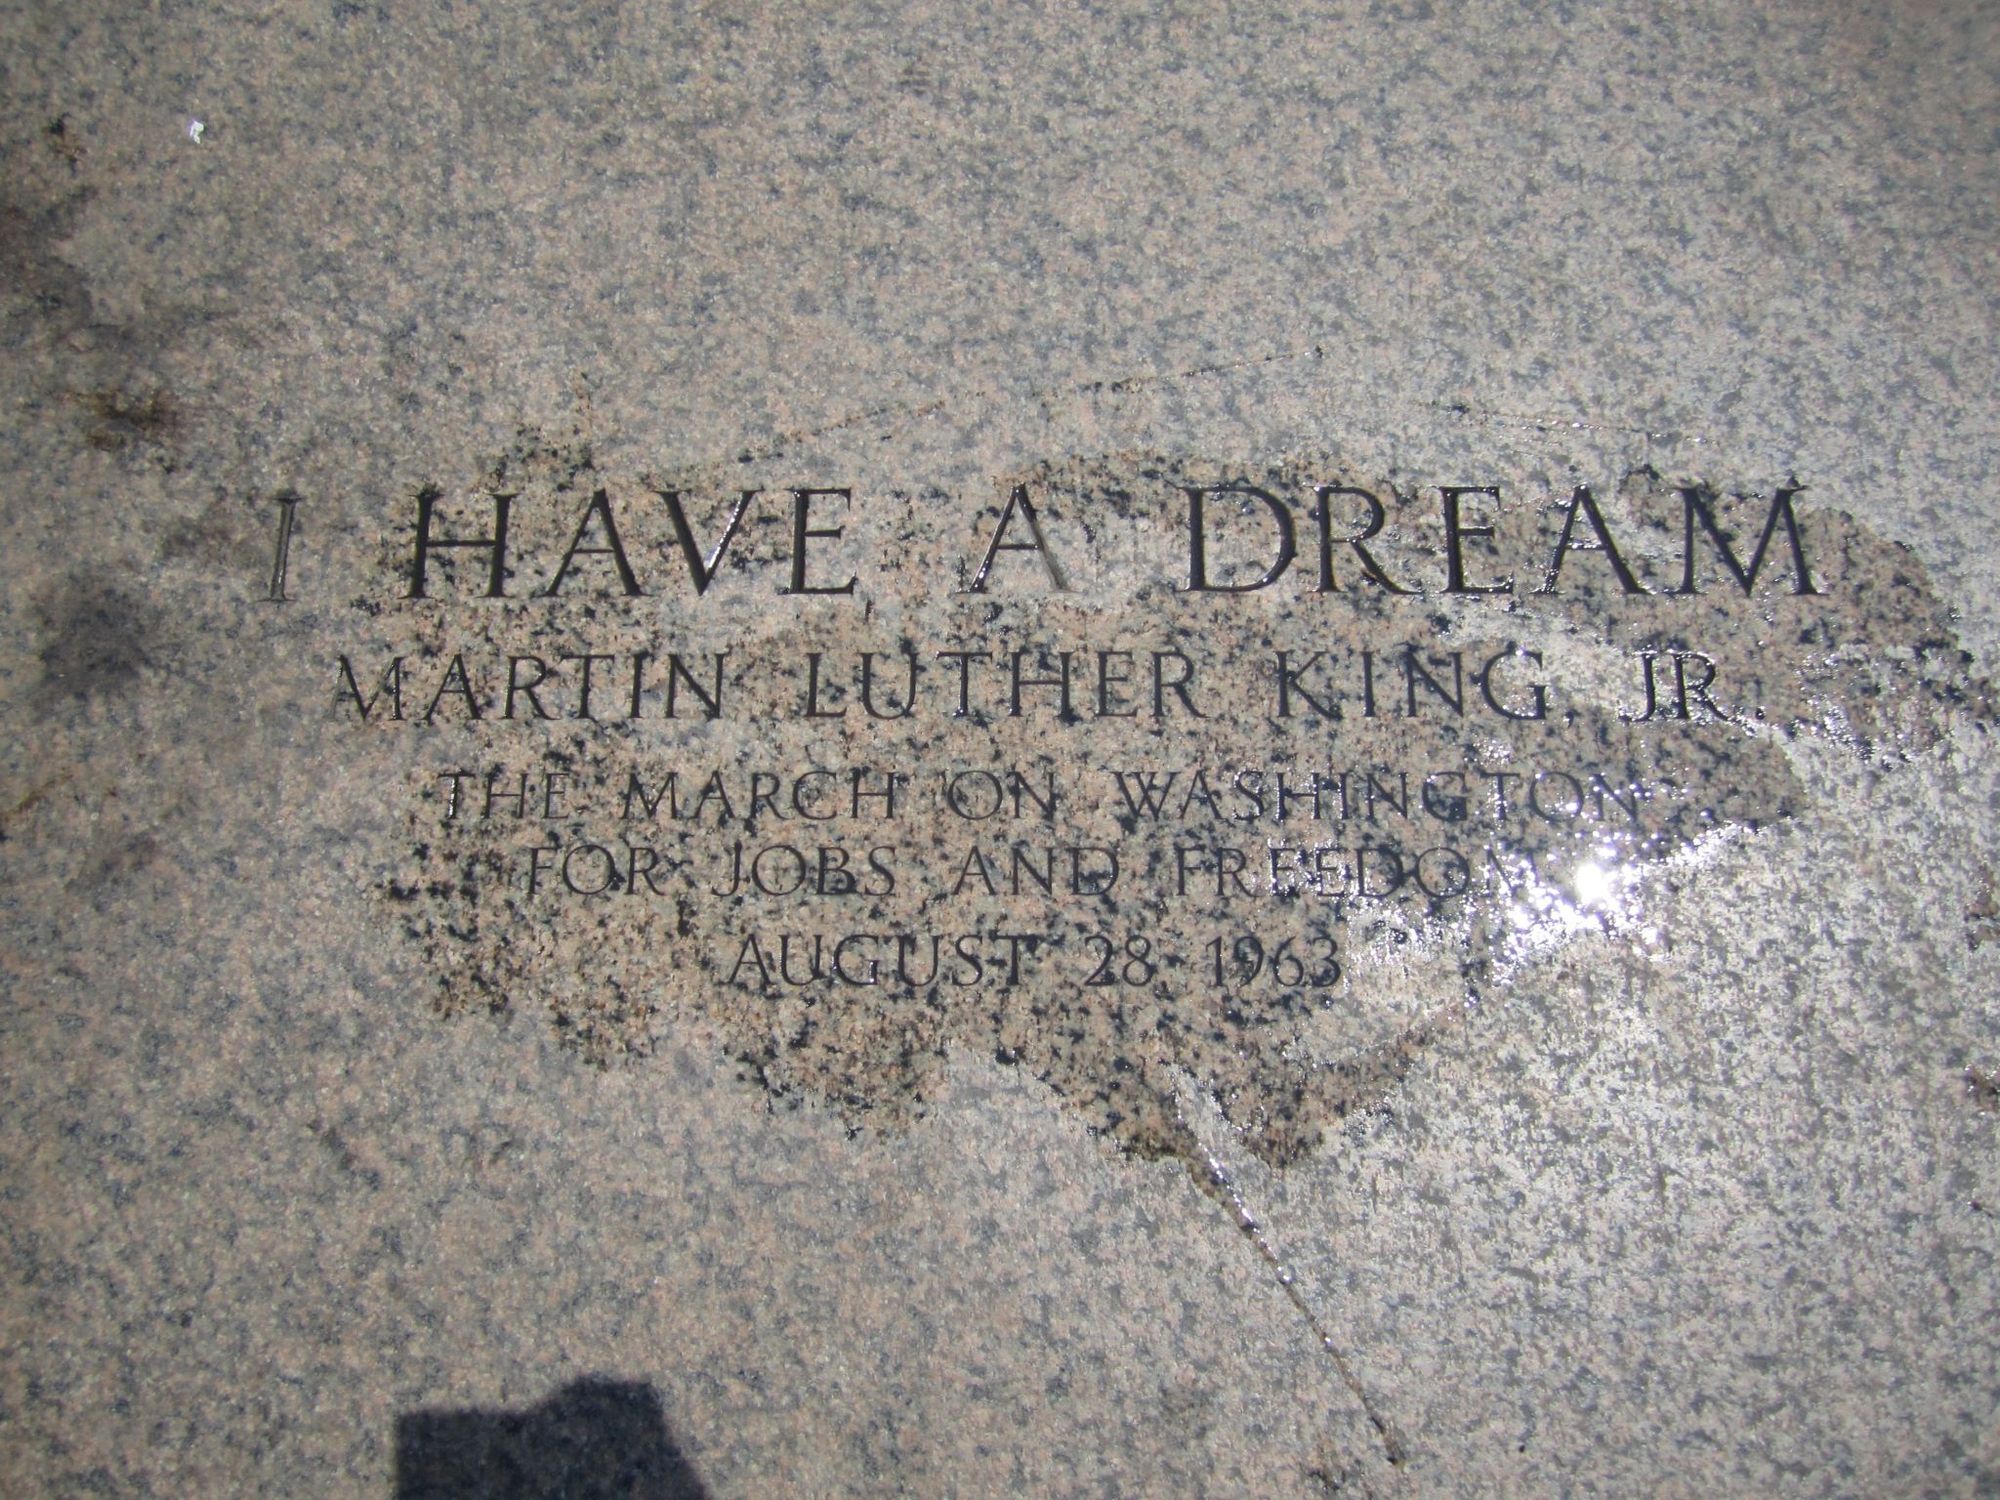 I HAVE A DREAM
MARTIN LUTHER KING, JR.
THE MARCH ON WASHINGTON
FOR JOBS AND FREEDOM
AUGUST 28, 1963